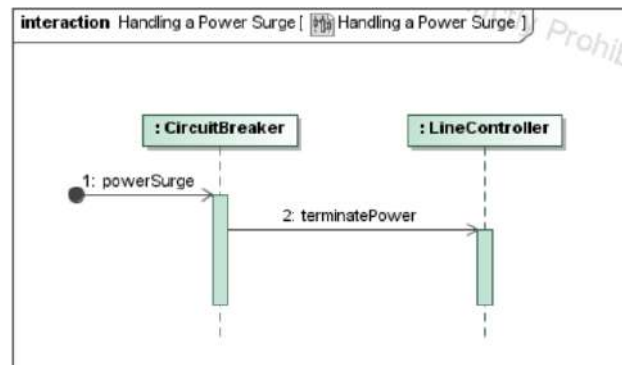 interaction Handling a Power Surge [ Handling a Power Surge ]
: CircuitBreaker
: LineController
1: powerSurge
2: terminatePower